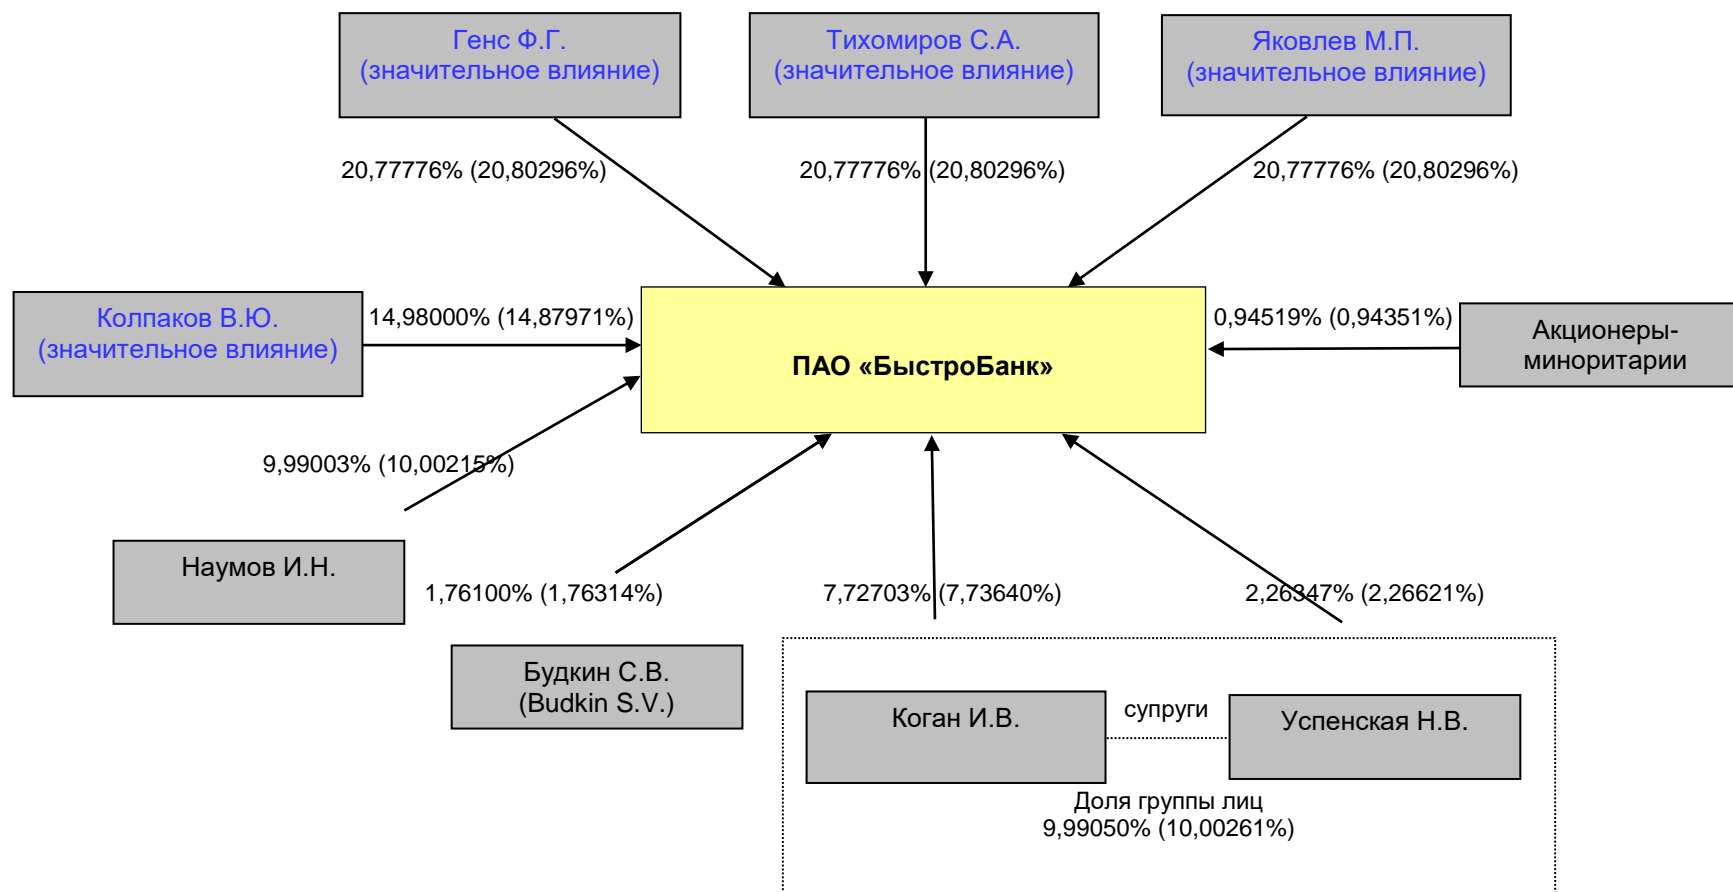 Генс Ф.Г.
(значительное влияние)
Тихомиров С.А.
(значительное влияние)
Яковлев М.П.
(значительное влияние)
20,77776% (20,80296%)
20,77776% (20,80296%)
20,77776% (20,80296%)
Колпаков В.Ю.
(значительное влияние)
14,98000% (14,87971%)
ПАО «БыстроБанк»
0,94519% (0,94351%)
Акционеры-
миноритарии
9,99003% (10,00215%)
Наумов И.Н.
1,76100% (1,76314%)
7,72703% (7,73640%)
2,26347% (2,26621%)
Будкин С.В.
(Budkin S.V.)
Коган И.В.
супруги
Успенская Н.В.
Доля группы лиц
9,99050% (10,00261%)